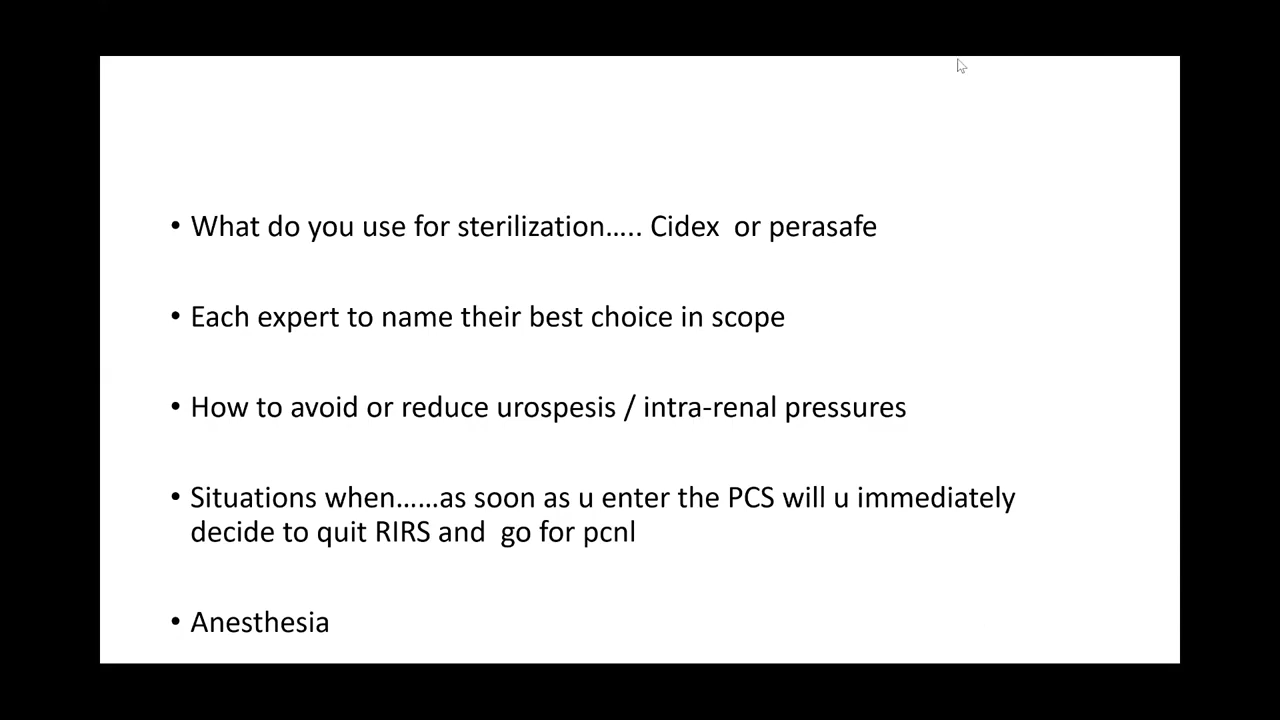 • What do you use for sterilization….. Cidex  or perasafe
• Each expert to name their best choice in scope
• How to avoid or reduce urospesis / intra-renal pressures
• Situations when……as soon as u enter the PCS will u immediately
decide to quit RIRS and  go for pcnl
• Anesthesia